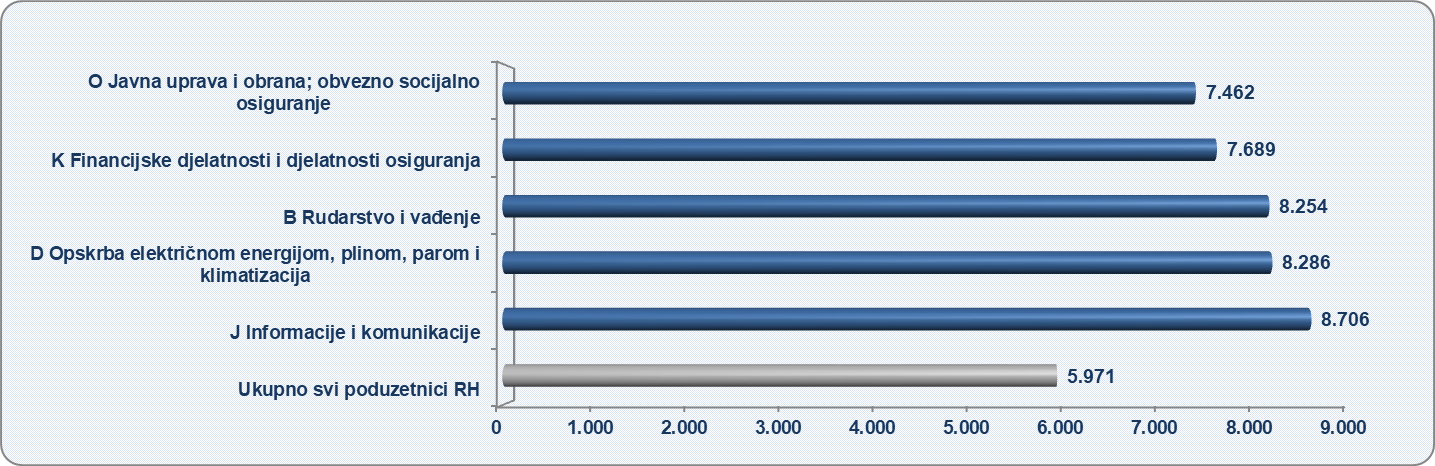 O Javna uprava i obrana; obvezno socijalno
osiguranje
7.462
K Financijske djelatnosti i djelatnosti osiguranja
7.689
B Rudarstvo i vađenje
8.254
D Opskrba električnom energijom, plinom, parom i
klimatizacija
8.286
J Informacije i komunikacije
8.706
Ukupno svi poduzetnici RH
5.971
0 1.000 2.000 3.000 4.000 5.000 6.000 7.000 8.000 9.000